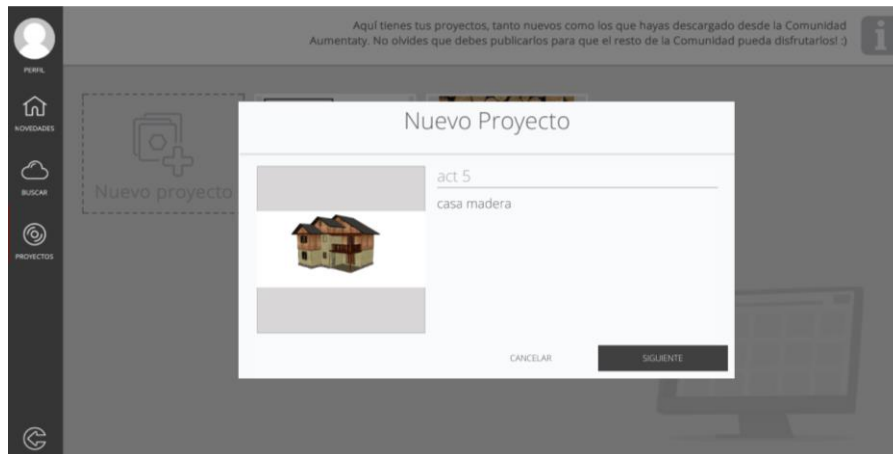 Aquí tienes tus proyectos, tanto nuevos como los que hayas descargado desde la Comunidad
Aumentaty. No olvides que debes publicarlos para que el resto de la Comunidad pueda disfrutarlos! :)
i
PERFIL
NOVEDADES
BUSCAR
PROYECTOS
Nuevo proyecto
Nuevo Proyecto
act 5
casa madera
CANCELAR
SIGUIENTE